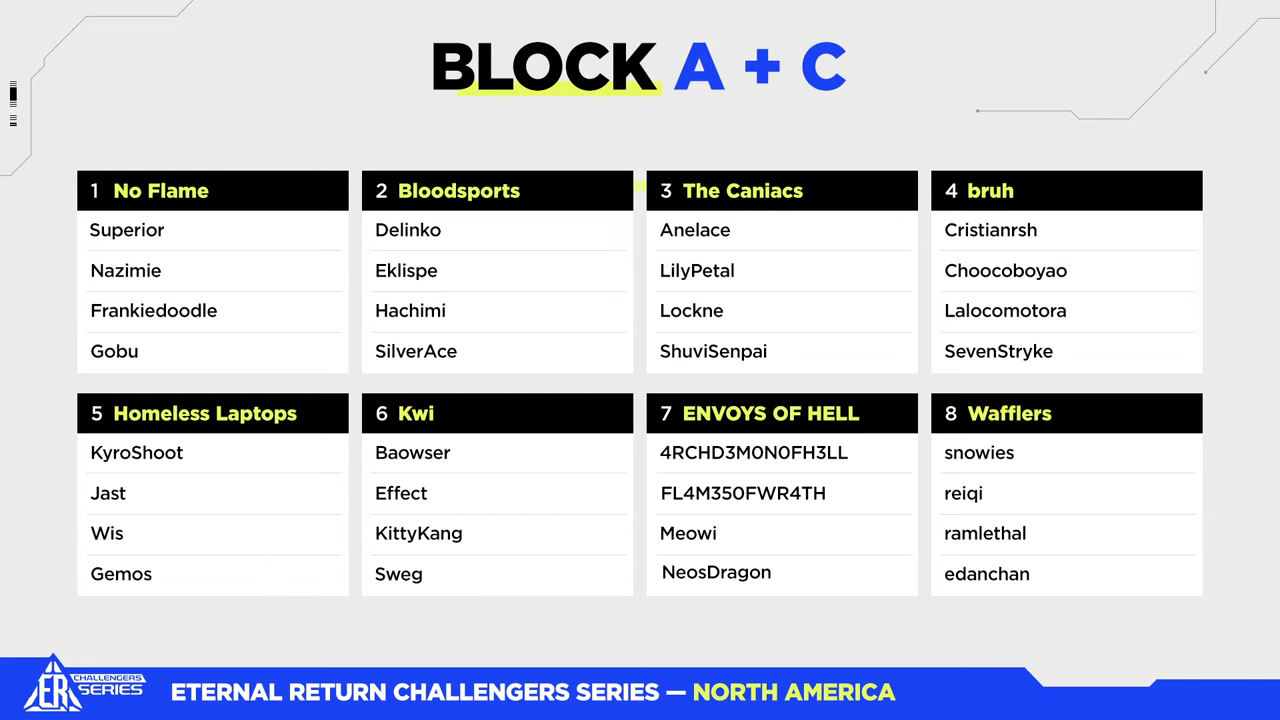 BLOCK A + C
1 No Flame
Superior
Nazimie
Frankiedoodle
Gobu
2 Bloodsports
Delinko
Eklispe
Hachimi
SilverAce
3 The Caniacs
Anelace
LilyPetal
Lockne
ShuviSenpai
4 bruh
Cristianrsh
Choocoboyao
Lalocomotora
SevenStryke
5 Homeless Laptops
KyroShoot
Jast
Wis
Gemos
6 Kwi
Baowser
Effect
KittyKang
Sweg
7 ENVOYS OF HELL
4RCHD3M0N0FH3LL
FL4M350FWR4TH
Meowi
NeosDragon
8 Wafflers
snowies
reiqi
ramlethal
edanchan
ER CHALLENGERS
SERIES
ETERNAL RETURN CHALLENGERS SERIES — NORTH AMERICA